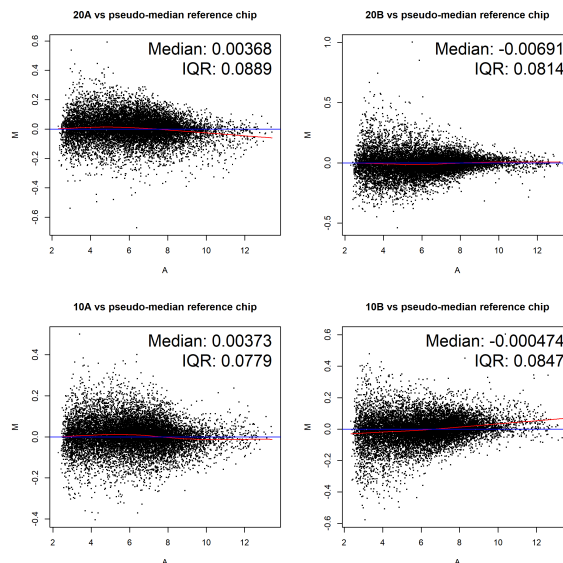 20A vs pseudo-median reference chip
Median: 0.00368
IQR: 0.0889
M
0.6
0.4
0.2
0.0
-0.2
-0.4
-0.6
2 4 6 8 10 12
A
20B vs pseudo-median reference chip
Median: -0.00691
IQR: 0.0814
M
1.0
0.5
0.0
-0.5
2 4 6 8 10 12
A
10A vs pseudo-median reference chip
Median: 0.00373
IQR: 0.0779
M
0.4
0.2
0.0
-0.2
-0.4
2 4 6 8 10 12
A
10B vs pseudo-median reference chip
Median: -0.000474
IQR: 0.0847
M
0.6
0.4
0.2
0.0
-0.2
-0.4
-0.6
2 4 6 8 10 12
A